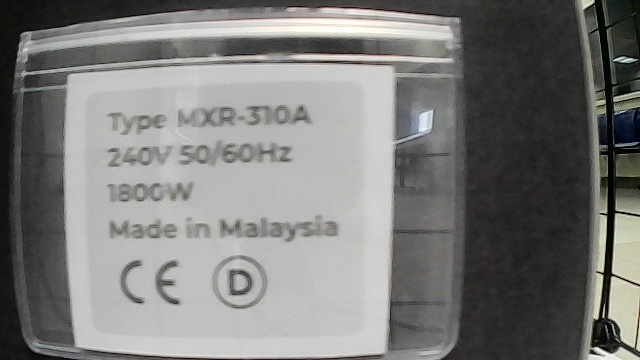 Type MXR-310A
240V 50/60Hz
1800W
Made in Malaysia
CE D